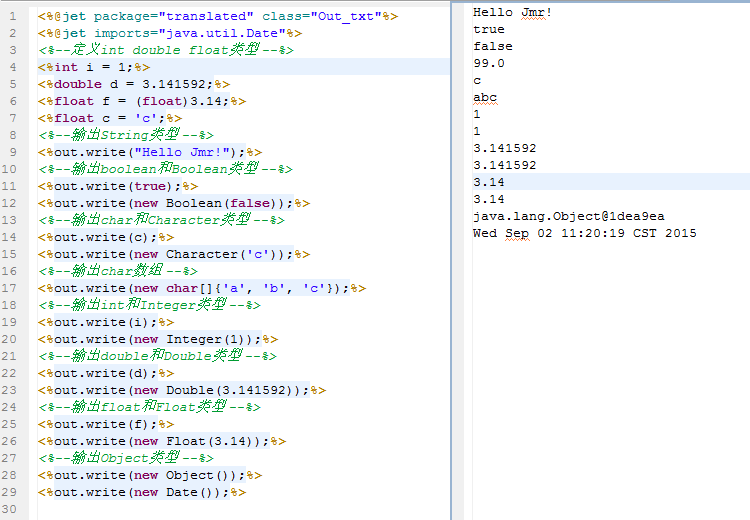 1 <%@jet package="translated" class="Out_txt"%>
2 <%@jet imports="java.util.Date"%>
3 <%--定义int double float类型--%>
4 <%int i = 1;%>
5 <%double d = 3.141592;%>
6 <%float f = (float)3.14;%>
7 <%float c = 'c';%>
8 <%--输出String类型--%>
9 <%out.write("Hello Jmr!");%>
10 <%--输出boolean和Boolean类型--%>
11 <%out.write(true);%>
12 <%out.write(new Boolean(false));%>
13 <%--输出char和Character类型--%>
14 <%out.write(c);%>
15 <%out.write(new Character('c'));%>
16 <%--输出char数组--%>
17 <%out.write(new char[]{'a', 'b', 'c'});%>
18 <%--输出int和Integer类型--%>
19 <%out.write(i);%>
20 <%out.write(new Integer(1));%>
21 <%--输出double和Double类型--%>
22 <%out.write(d);%>
23 <%out.write(new Double(3.141592));%>
24 <%--输出float和Float类型--%>
25 <%out.write(f);%>
26 <%out.write(new Float(3.14));%>
27 <%--输出Object类型--%>
28 <%out.write(new Object());%>
29 <%out.write(new Date());%>
30
Hello Jmr!
true
false
99.0
c
abc
1
1
3.141592
3.141592
3.14
3.14
java.lang.Object@1dea9ea
Wed Sep 02 11:20:19 CST 2015